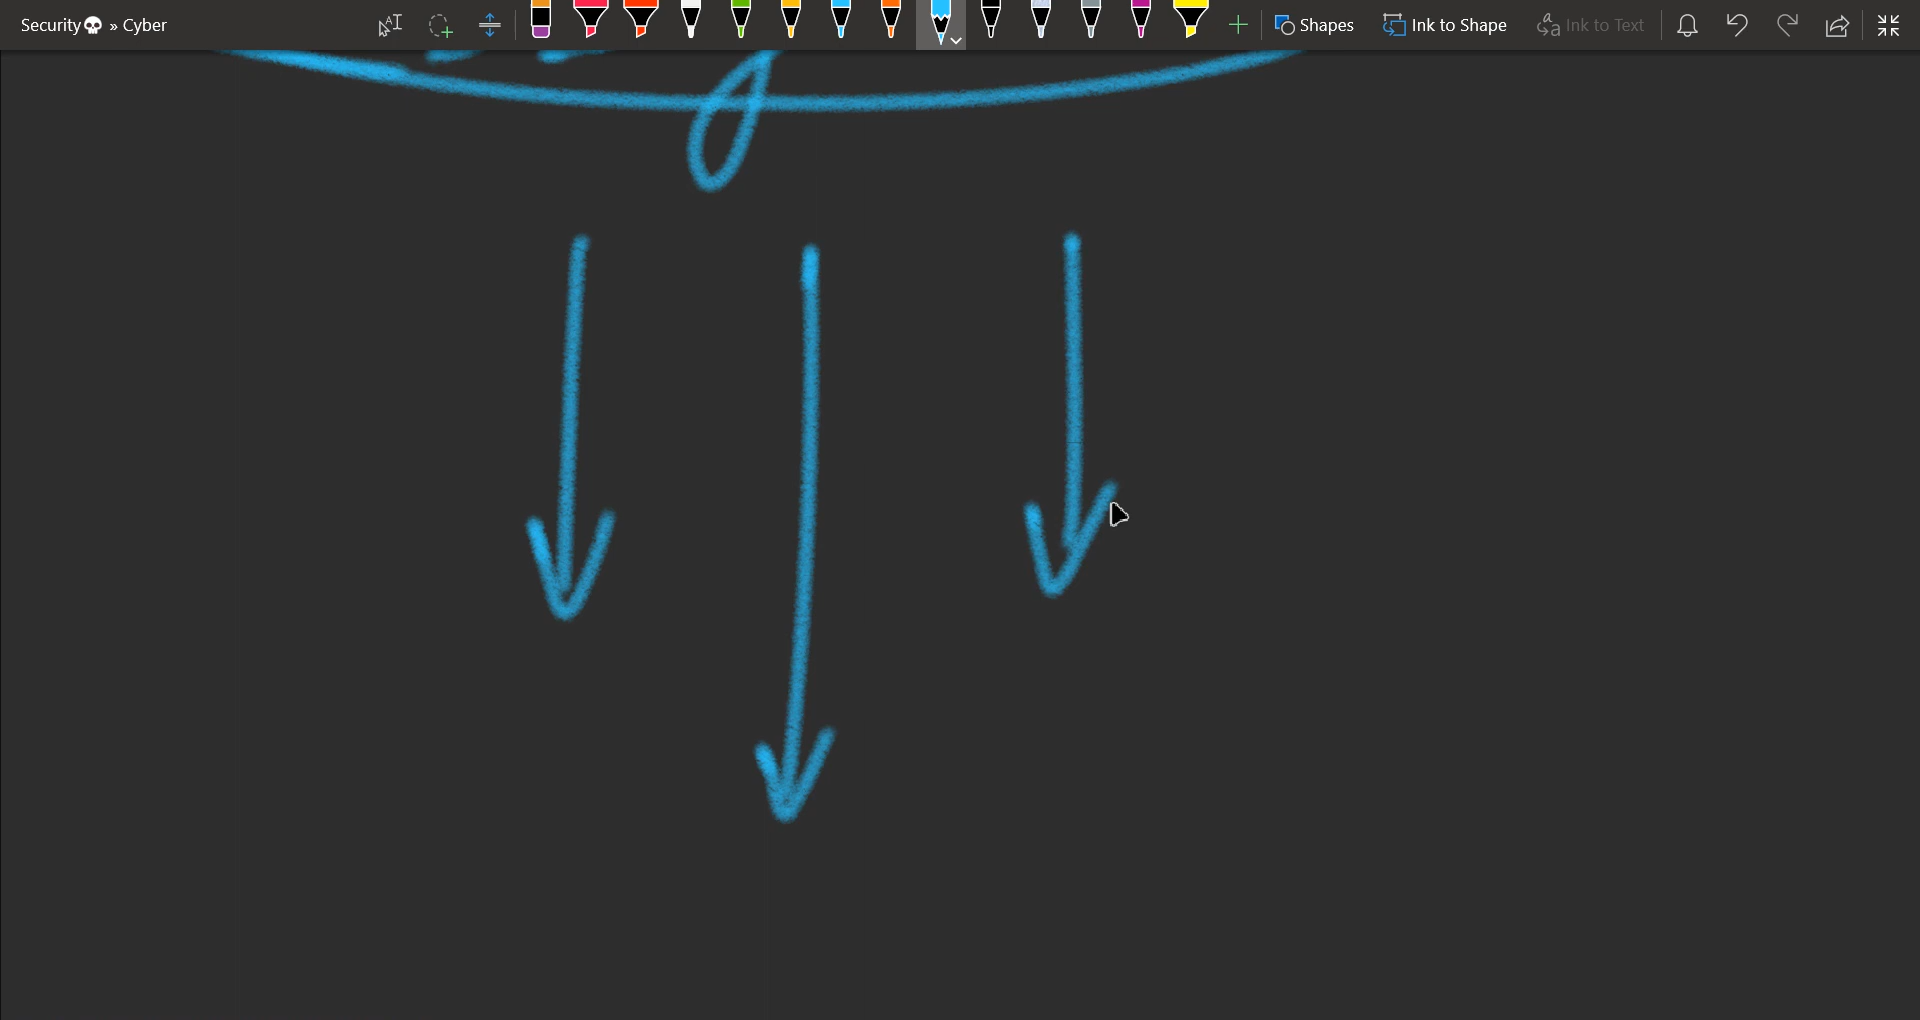 Security💀 » Cyber
Shapes
Ink to Shape
Ink to Text